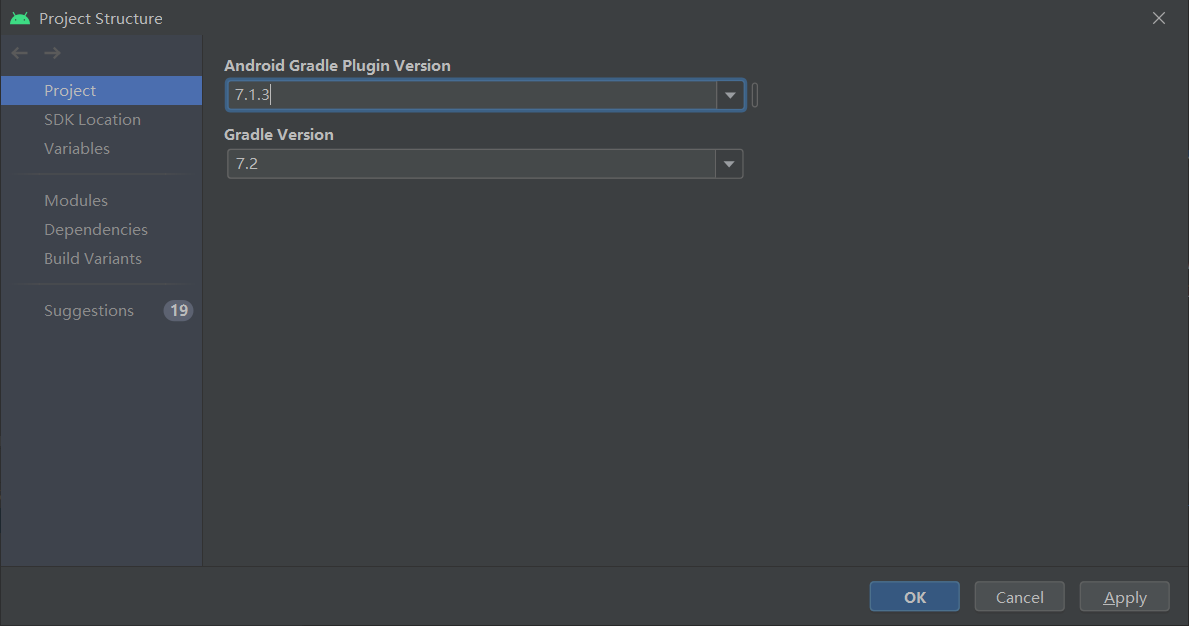 Project Structure
Project
SDK Location
Variables
Modules
Dependencies
Build Variants
Suggestions 19
Android Gradle Plugin Version
7.1.3
Gradle Version
7.2
OK
Cancel
Apply